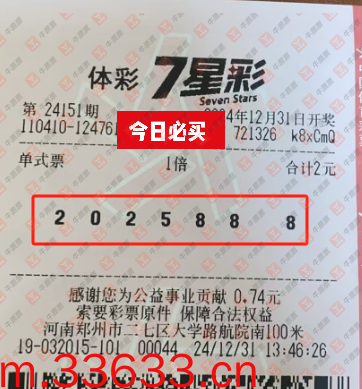 体彩 7星彩
Seven Stars
第 24151期 4年12月31日开奖
110410-12476 721326 k8xCmQ
今日必买
单式票 1倍 合计2元
2 0 2 5 8 8 8
感谢您为公益事业贡献 0.74元
索要彩票原件 保障合法权益
河南郑州市二七区大学路航院南100米
19-032015-101 00044 24/12/31 13:46:26
m.33633.cn